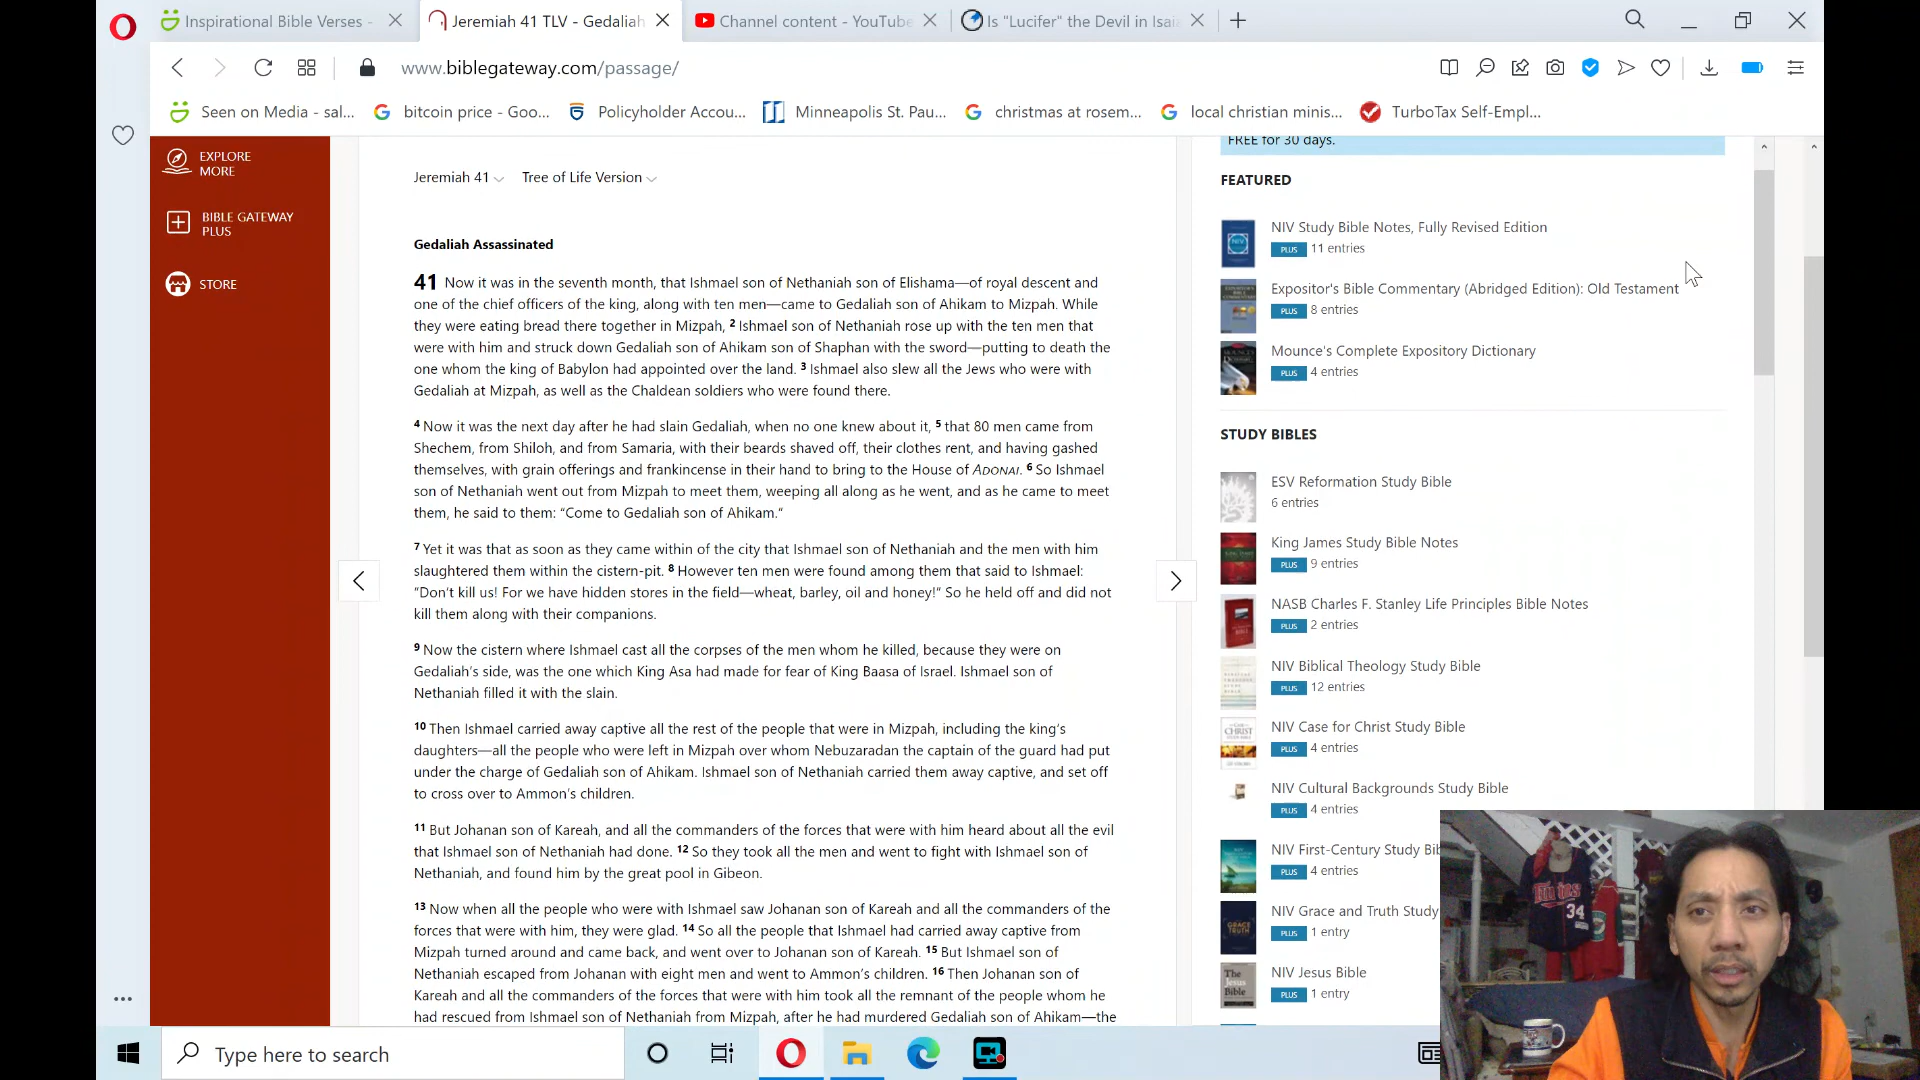 Inspirational Bible Verses -
Jeremiah 41 TLV - Gedaliah
Channel content - YouTube
Is "Lucifer" the Devil in Isai
www.biblegateway.com/passage/
Seen on Media - sal...
bitcoin price - Goo...
Policyholder Accou...
Minneapolis St. Pau...
christmas at rosem...
local christian minis...
TurboTax Self-Empl...
EXPLORE
MORE
BIBLE GATEWAY
PLUS
STORE
Jeremiah 41
Tree of Life Version
Gedaliah Assassinated
41 Now it was in the seventh month, that Ishmael son of Nethaniah son of Elishama—of royal descent and
one of the chief officers of the king, along with ten men—came to Gedaliah son of Ahikam to Mizpah. While
they were eating bread there together in Mizpah, 2 Ishmael son of Nethaniah rose up with the ten men that
were with him and struck down Gedaliah son of Ahikam son of Shaphan with the sword—putting to death the
one whom the king of Babylon had appointed over the land. 3 Ishmael also slew all the Jews who were with
Gedaliah at Mizpah, as well as the Chaldean soldiers who were found there.
4 Now it was the next day after he had slain Gedaliah, when no one knew about it, 5 that 80 men came from
Shechem, from Shiloh, and from Samaria, with their beards shaved off, their clothes rent, and having gashed
themselves, with grain offerings and frankincense in their hand to bring to the House of ADONAI. 6 So Ishmael
son of Nethaniah went out from Mizpah to meet them, weeping all along as he went, and as he came to meet
them, he said to them: “Come to Gedaliah son of Ahikam.”
7 Yet it was that as soon as they came within of the city that Ishmael son of Nethaniah and the men with him
slaughtered them within the cistern-pit. 8 However ten men were found among them that said to Ishmael:
“Don’t kill us! For we have hidden stores in the field—wheat, barley, oil and honey!” So he held off and did not
kill them along with their companions.
9 Now the cistern where Ishmael cast all the corpses of the men whom he killed, because they were on
Gedaliah’s side, was the one which King Asa had made for fear of King Baasa of Israel. Ishmael son of
Nethaniah filled it with the slain.
10 Then Ishmael carried away captive all the rest of the people that were in Mizpah, including the king’s
daughters—all the people who were left in Mizpah over whom Nebuzaradan the captain of the guard had put
under the charge of Gedaliah son of Ahikam. Ishmael son of Nethaniah carried them away captive, and set off
to cross over to Ammon’s children.
11 But Johanan son of Kareah, and all the commanders of the forces that were with him heard about all the evil
that Ishmael son of Nethaniah had done. 12 So they took all the men and went to fight with Ishmael son of
Nethaniah, and found him by the great pool in Gibeon.
13 Now when all the people who were with Ishmael saw Johanan son of Kareah and all the commanders of the
forces that were with him, they were glad. 14 So all the people that Ishmael had carried away captive from
Mizpah turned around and came back, and went over to Johanan son of Kareah. 15 But Ishmael son of
Nethaniah escaped from Johanan with eight men and went to Ammon’s children. 16 Then Johanan son of
Kareah and all the commanders of the forces that were with him took all the remnant of the people whom he
had rescued from Ishmael son of Nethaniah from Mizpah, after he had murdered Gedaliah son of Ahikam—the
FREE for 30 days.
FEATURED
NIV Study Bible Notes, Fully Revised Edition
PLUS 11 entries
Expositor's Bible Commentary (Abridged Edition): Old Testament
PLUS 8 entries
Mounce's Complete Expository Dictionary
PLUS 4 entries
STUDY BIBLES
ESV Reformation Study Bible
6 entries
King James Study Bible Notes
PLUS 9 entries
NASB Charles F. Stanley Life Principles Bible Notes
PLUS 2 entries
NIV Biblical Theology Study Bible
PLUS 12 entries
NIV Case for Christ Study Bible
PLUS 4 entries
NIV Cultural Backgrounds Study Bible
PLUS 4 entries
NIV First-Century Study Bib
PLUS 4 entries
NIV Grace and Truth Study
PLUS 1 entry
NIV Jesus Bible
PLUS 1 entry
34
Type here to search